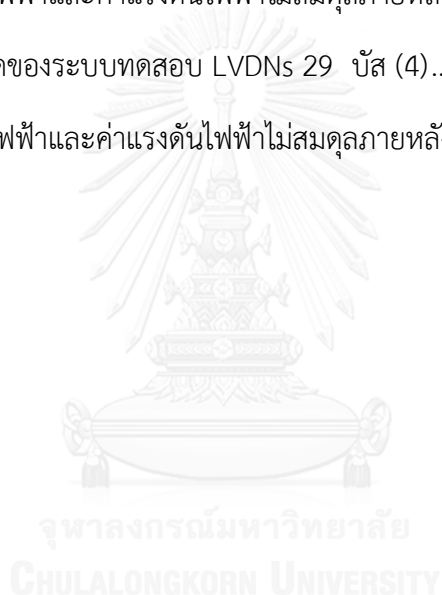 ฟฟ้าและค่าแรงดันไฟฟ้าไม่สมดุลภายหล
ของระบบทดสอบ LVDNs 29 บัส (4)..
ฟฟ้าและค่าแรงดันไฟฟ้าไม่สมดุลภายหลั
จุฬาลงกรณ์มหาวิทยาลัย
CHULALONGKORN UNIVERSITY